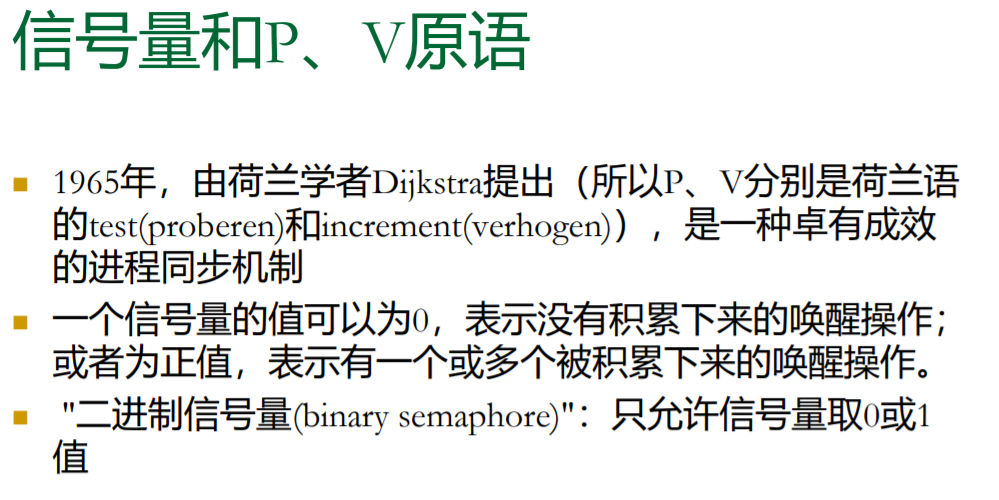 信号量和P、V原语
1965年，由荷兰学者Dijkstra提出（所以P、V分别是荷兰语
的test(proberen)和increment(verhogen)），是一种卓有成效
的进程同步机制
一个信号量的值可以为0，表示没有积累下来的唤醒操作；
或者为正值，表示有一个或多个被积累下来的唤醒操作。
"二进制信号量(binary semaphore)"：只允许信号量取0或1
值